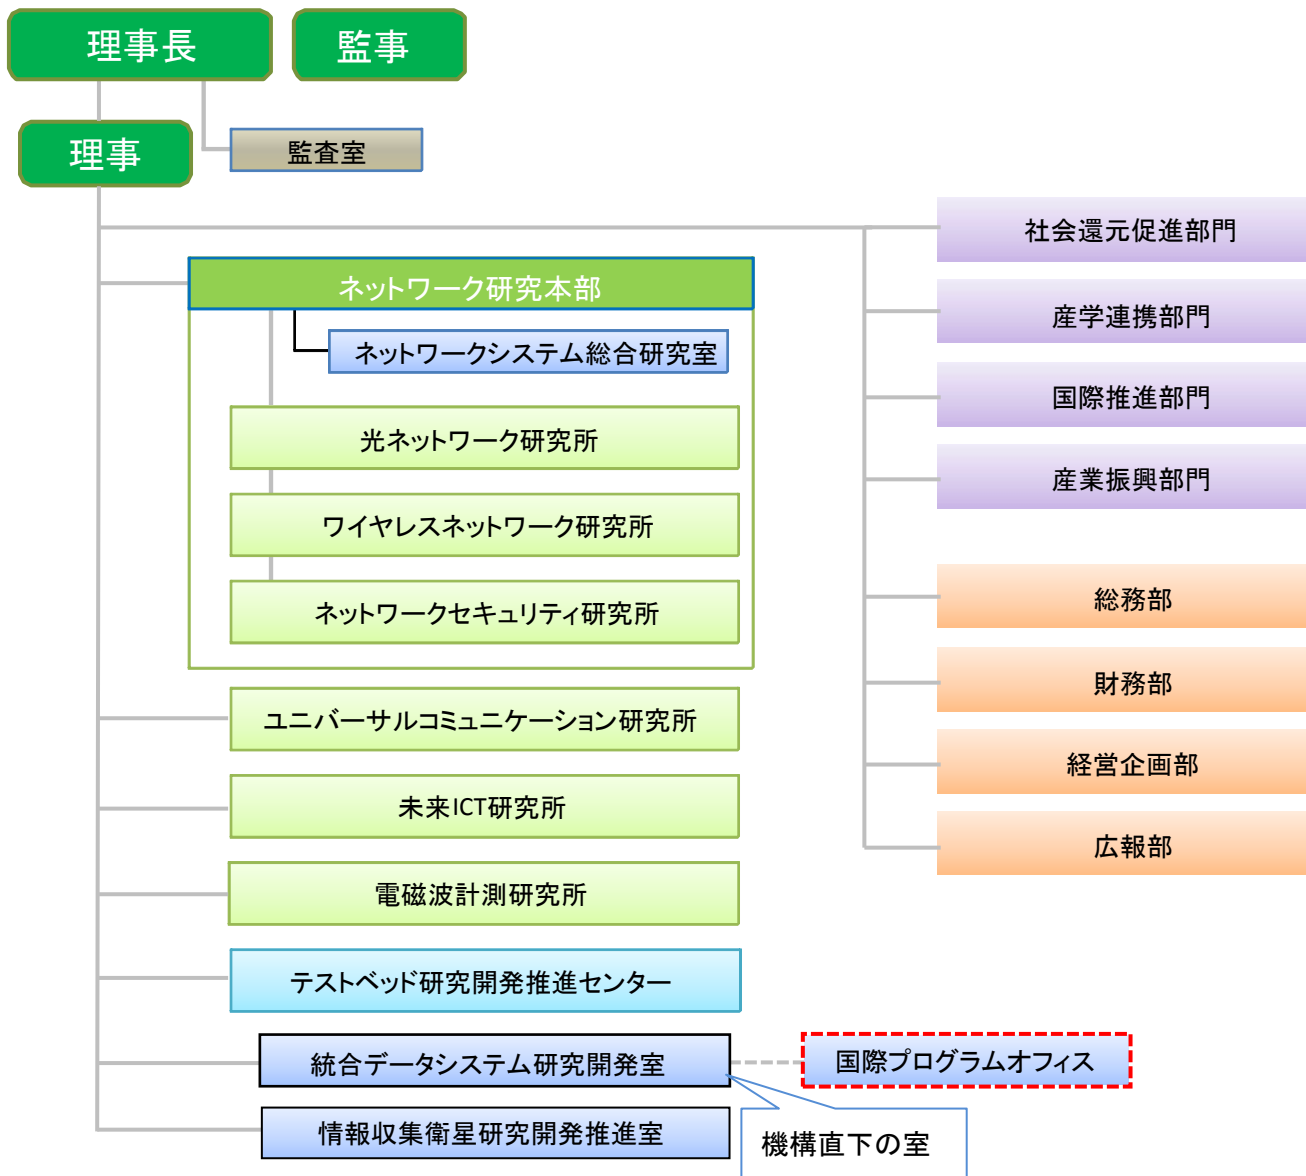 理事長
監事
理事
監査室
ネットワーク研究本部
ネットワークシステム総合研究室
光ネットワーク研究所
ワイヤレスネットワーク研究所
ネットワークセキュリティ研究所
ユニバーサルコミュニケーション研究所
未来ICT研究所
電磁波計測研究所
テストベッド研究開発推進センター
統合データシステム研究開発室
国際プログラムオフィス
機構直下の室
情報収集衛星研究開発推進室
社会還元促進部門
産学連携部門
国際推進部門
産業振興部門
総務部
財務部
経営企画部
広報部